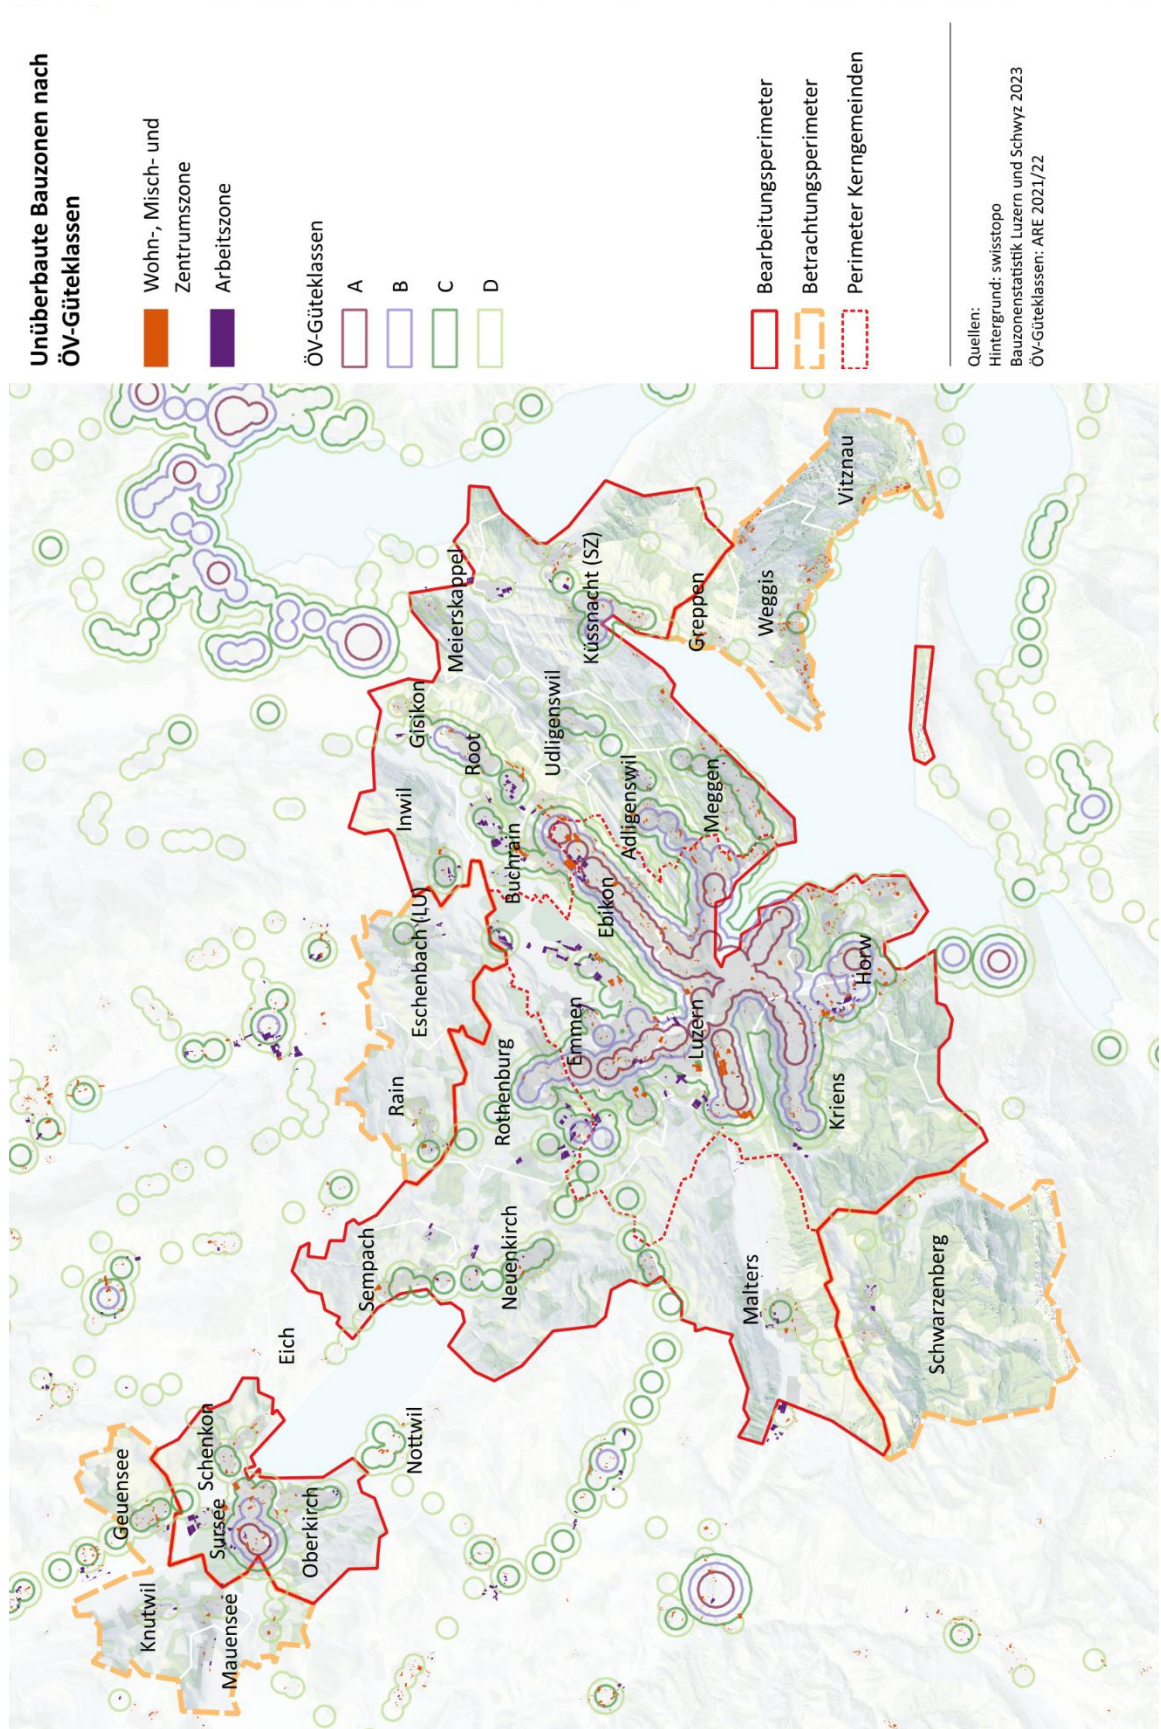 Unüberbaute Bauzonen nach
ÖV-Güteklassen
Wohn-, Misch- und
Zentrumszone
Arbeitszone
ÖV-Güteklassen
A
B
C
D
Bearbeitungsperimeter
Betrachtungsperimeter
Perimeter Kerngemeinden
Quellen:
Hintergrund: swisstopo
Bauzonenstatistik Luzern und Schwyz 2023
ÖV-Güteklassen: ARE 2021/22
Knutwil
Geuensee
Mauensee
Sursee
Schenkon
Oberkirch
Eich
Nottwil
Sempach
Rain
Eschenbach (LU)
Inwil
Gisikon
Meierskappel
Neuenkirch
Rothenburg
Buchrain
Root
Udligenswil
Küssnacht (SZ)
Emmen
Ebikon
Adligenswil
Meggen
Greppen
Weggis
Vitznau
Luzern
Malters
Kriens
Horw
Schwarzenberg